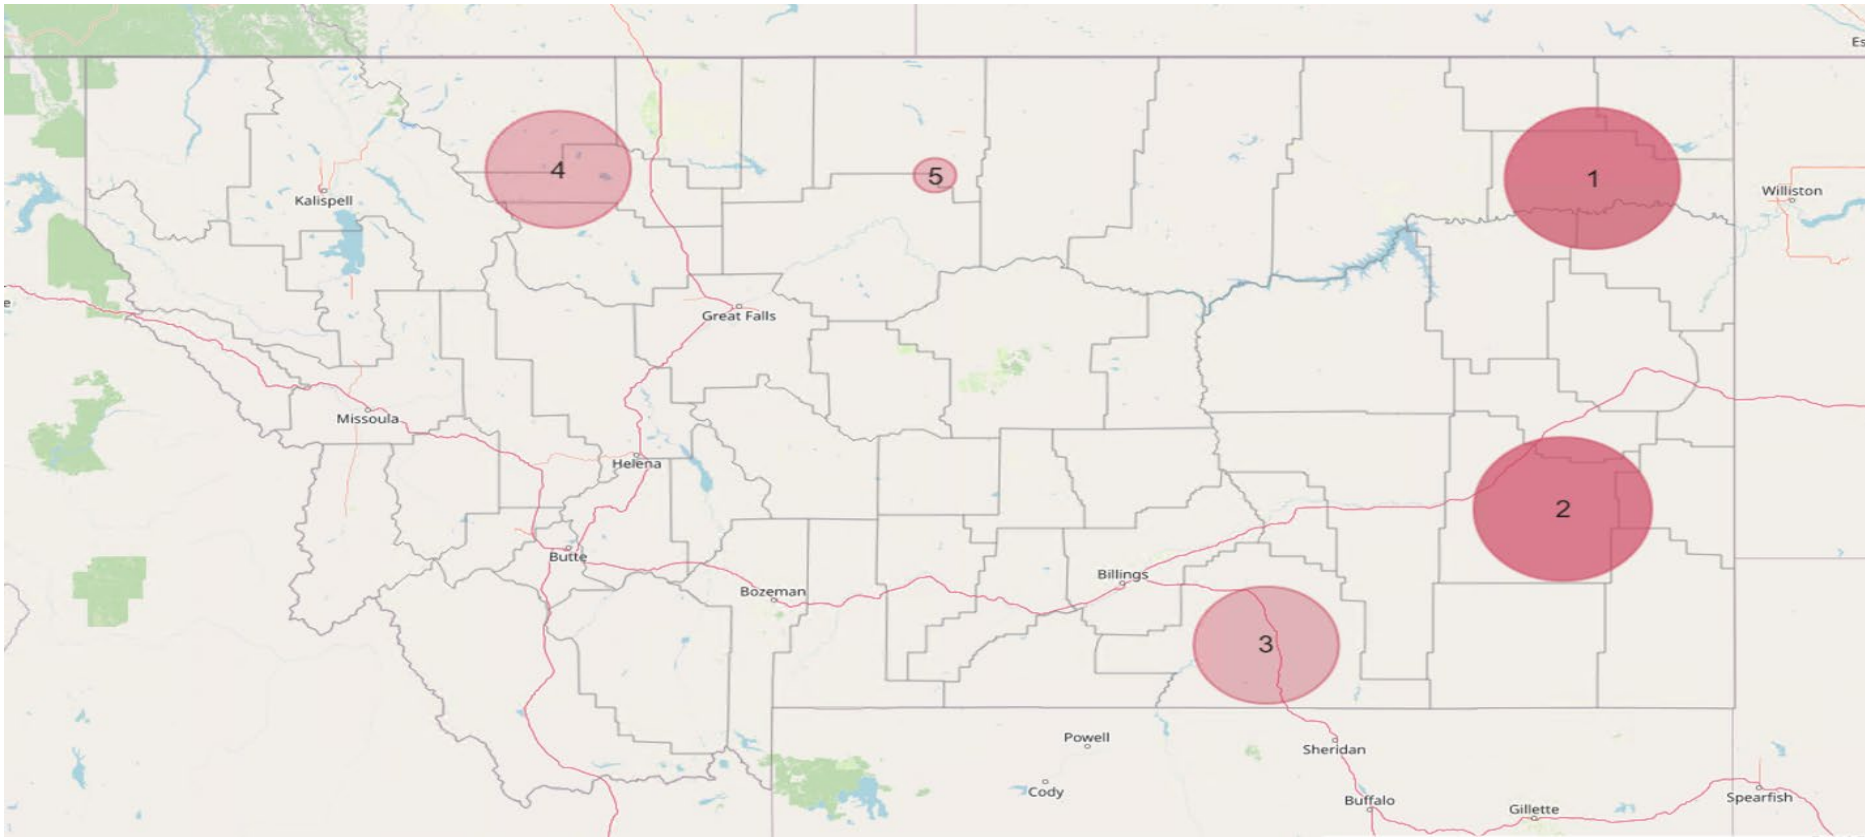 Es
4
5
1
Williston
Kalispell
e
Great Falls
Missoula
Helena
2
Butte
Billings
Bozeman
3
Powell
Sheridan
Cody
Buffalo
Gillette
Spearfish